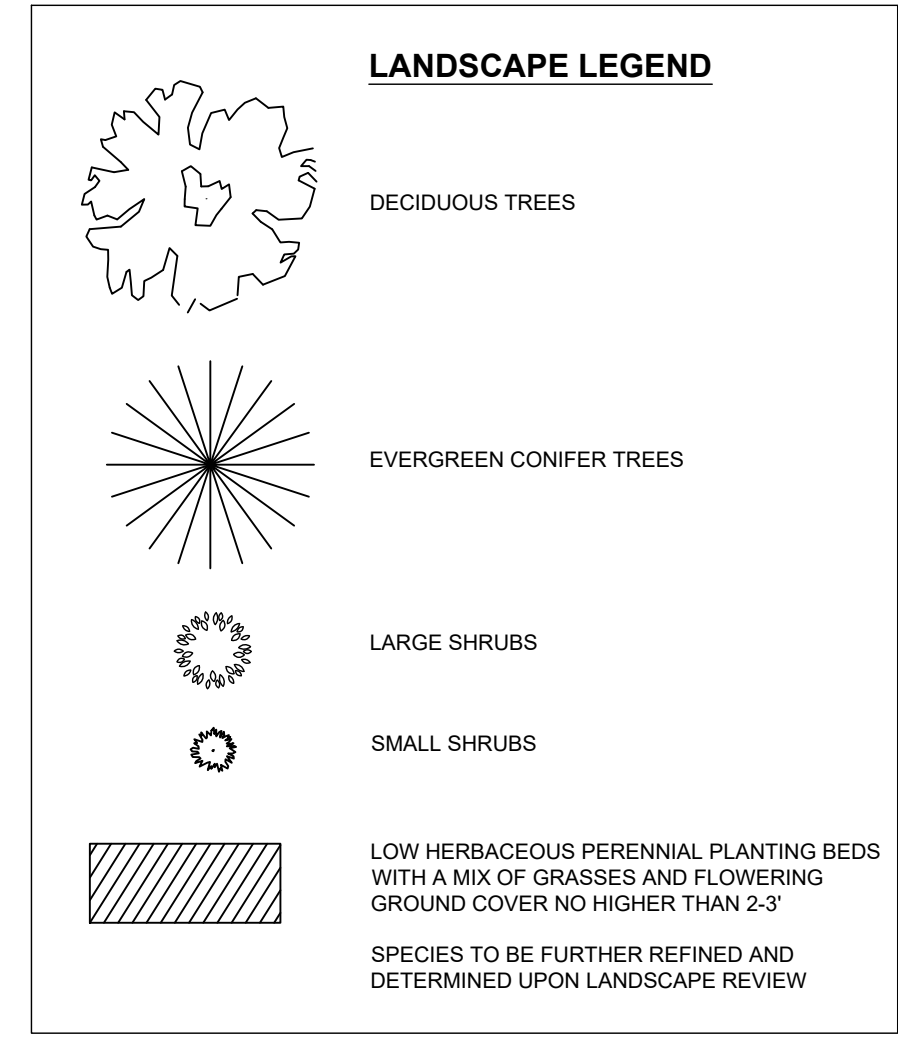 LANDSCAPE LEGEND
DECIDUOUS TREES
EVERGREEN CONIFER TREES
LARGE SHRUBS
SMALL SHRUBS
LOW HERBACEOUS PERENNIAL PLANTING BEDS
WITH A MIX OF GRASSES AND FLOWERING
GROUND COVER NO HIGHER THAN 2-3'
SPECIES TO BE FURTHER REFINED AND
DETERMINED UPON LANDSCAPE REVIEW